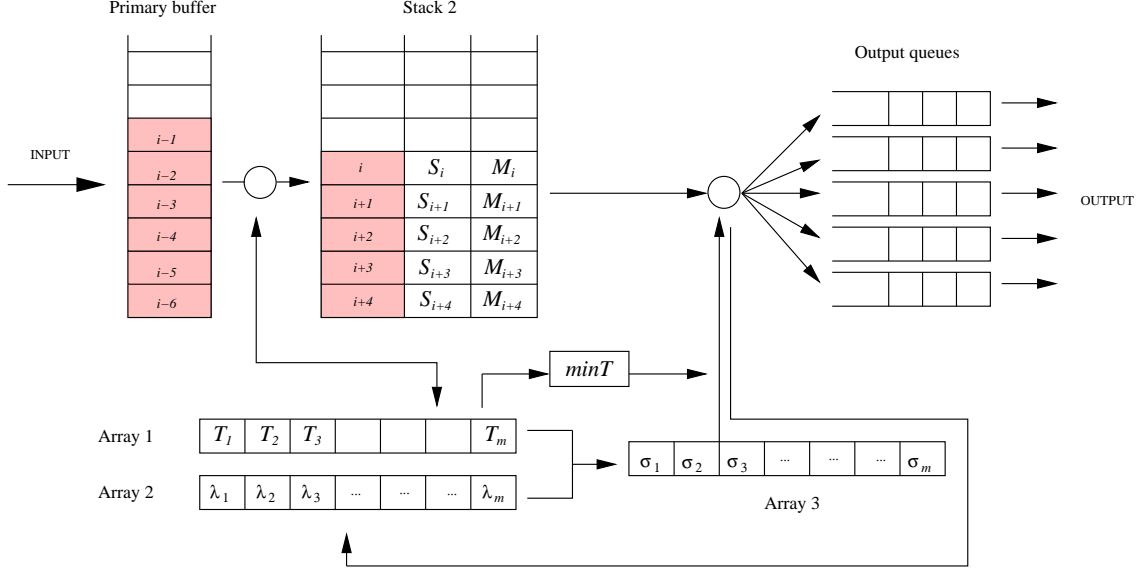 Primary buffer
Stack 2
Output queues
INPUT
i−1
i−2
i−3
i−4
i−5
i−6
i S_i M_i
i+1 S_{i+1} M_{i+1}
i+2 S_{i+2} M_{i+2}
i+3 S_{i+3} M_{i+3}
i+4 S_{i+4} M_{i+4}
OUTPUT
minT
Array 1 T_1 T_2 T_3 T_m
Array 2 λ_1 λ_2 λ_3 ... ... ... λ_m
σ_1 σ_2 σ_3 ... ... ... σ_m
Array 3